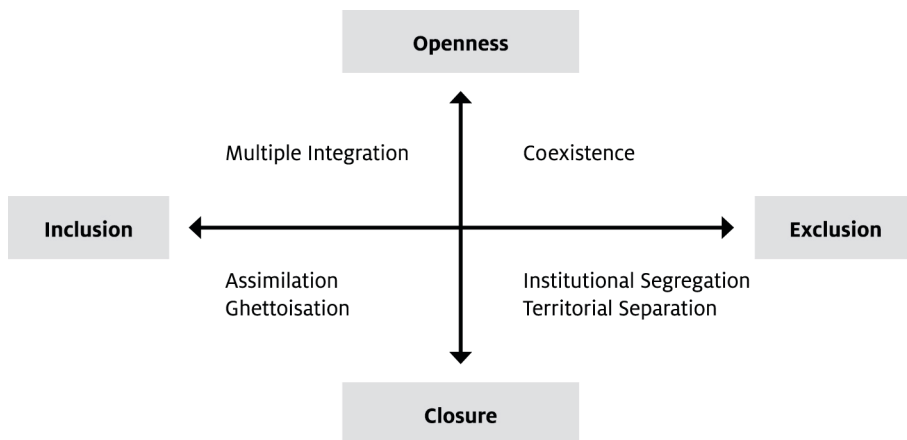 Openness
Multiple Integration
Coexistence
Inclusion
Exclusion
Assimilation
Ghettoisation
Institutional Segregation
Territorial Separation
Closure